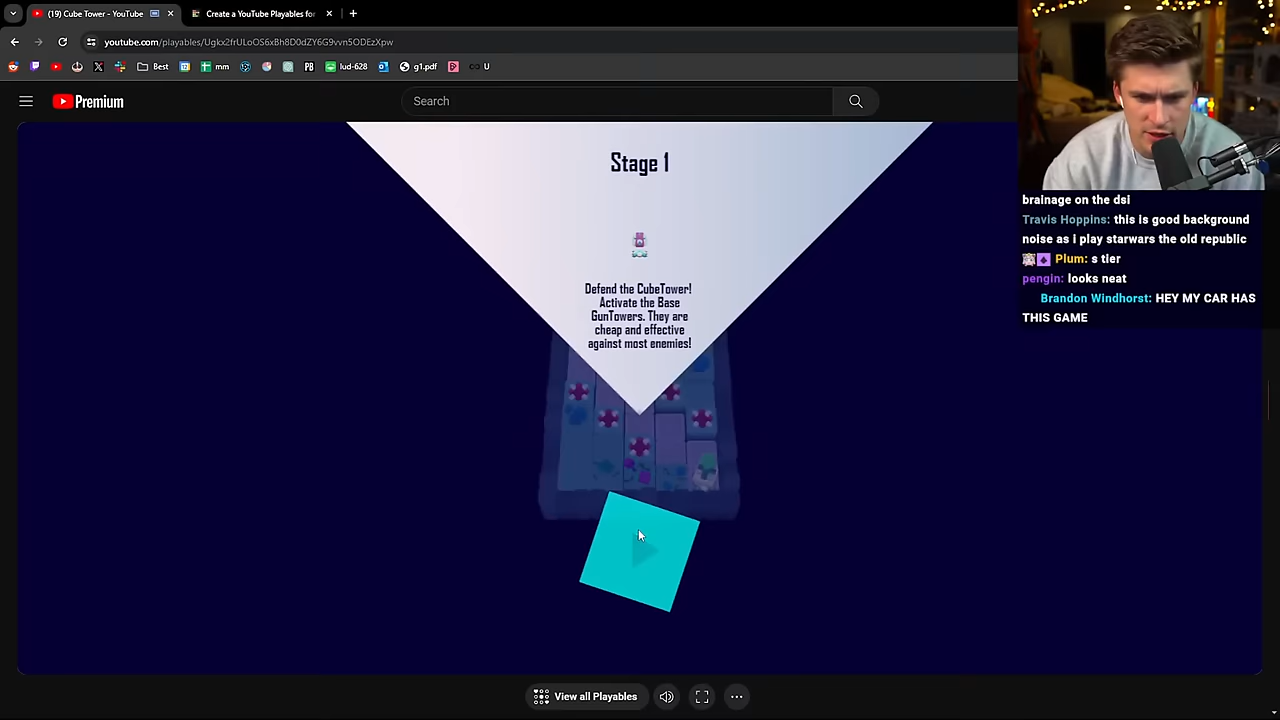 (19) Cube Tower - YouTube
Create a YouTube Playables for
youtube.com/playables/Ugkx2frULoOS6xBh8D0dZY6G9vvn5ODEzXpw
Best
mm
PB
lud-628
g1.pdf
U
Premium
Search
Stage 1
Defend the CubeTower!
Activate the Base
GunTowers. They are
cheap and effective
against most enemies!
View all Playables
brainage on the dsi
Travis Hoppins: this is good background
noise as i play starwars the old republic
Plum: s tier
pengin: looks neat
Brandon Windhorst: HEY MY CAR HAS
THIS GAME